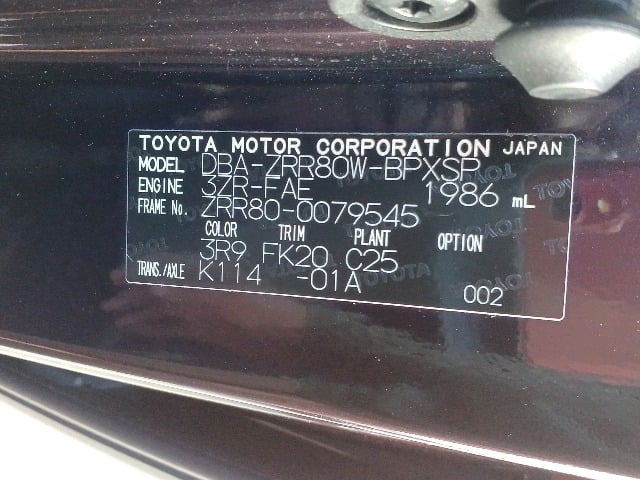 TOYOTA MOTOR CORPORATION JAPAN
MODEL DBA-ZRR80W-BPXSP
ENGINE 3ZR-FAE 1986 mL
FRAME No. ZRR80-0079545
COLOR TRIM PLANT OPTION
3R9 FK20 C25
TRANS./AXLE K114 -01A
002